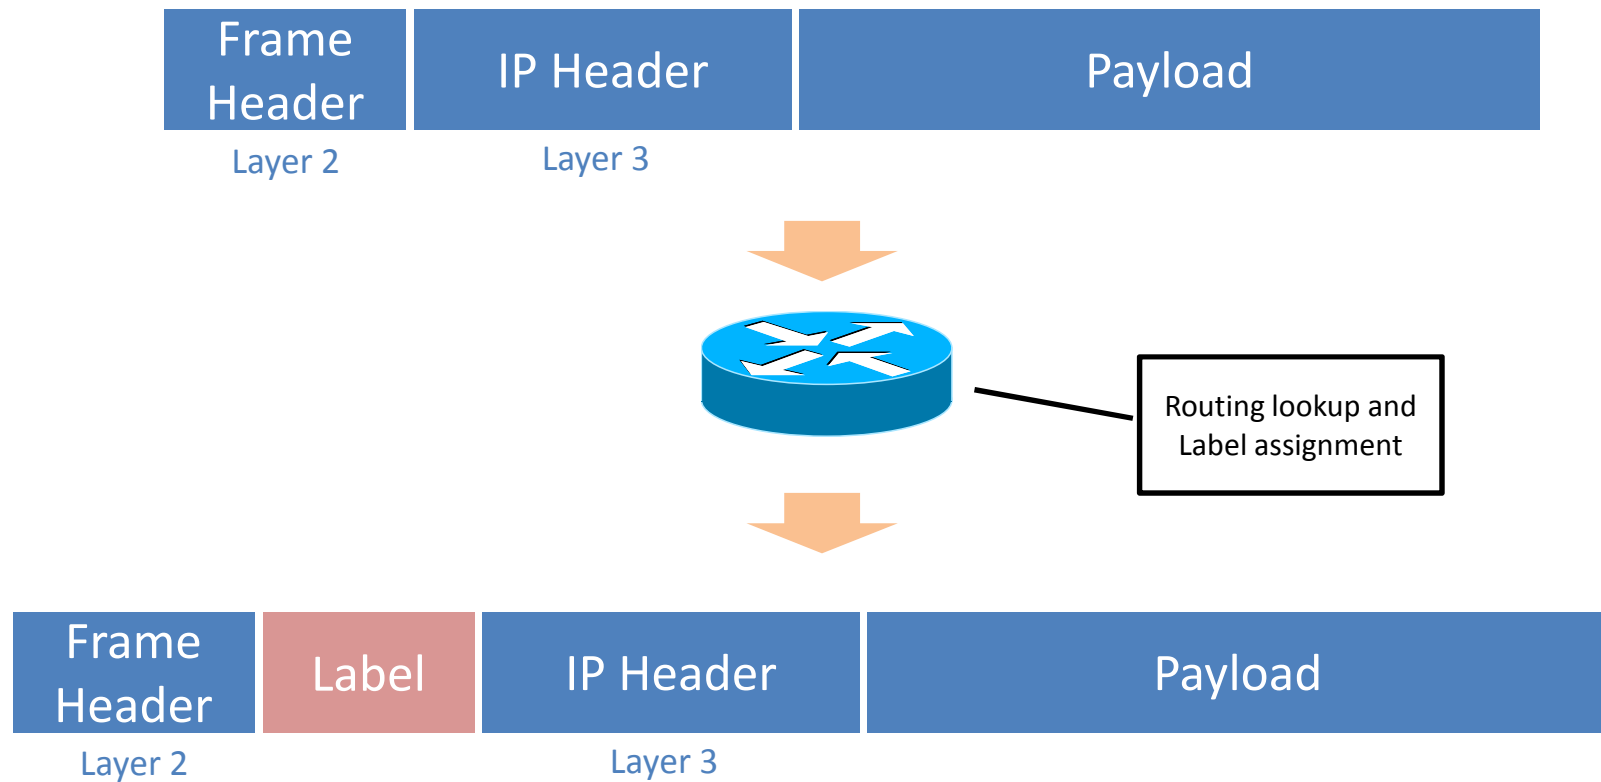 Frame
Header
IP Header
Payload
Layer 2
Layer 3
Routing lookup and
Label assignment
Frame
Header
Label
IP Header
Payload
Layer 2
Layer 3